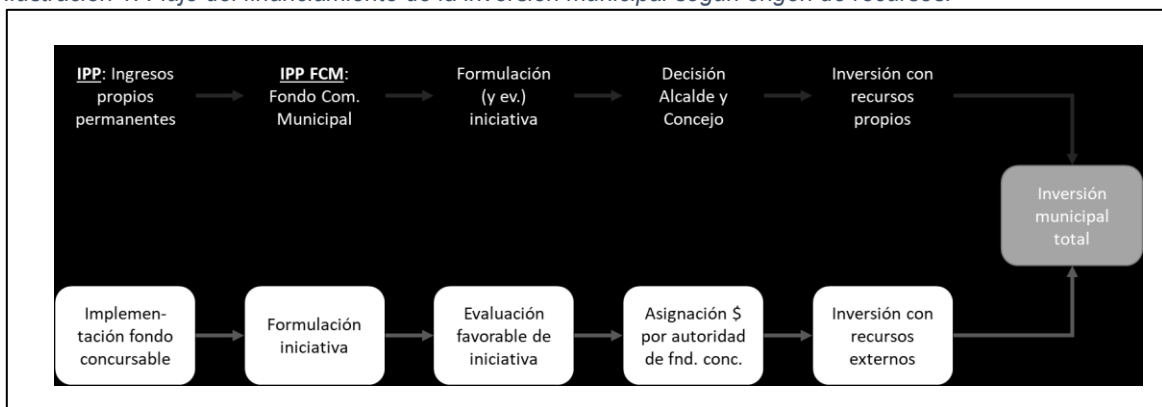 Ilustración 1: Flujo del financiamiento de la inversión municipal según origen de recursos.
IPP: Ingresos
propios
permanentes
IPP FCM:
Fondo Com.
Municipal
Formulación
(y ev.)
iniciativa
Decisión
Alcalde y
Concejo
Inversión con
recursos
propios
Inversión
municipal
total
Implemen-
tación fondo
concursable
Formulación
iniciativa
Evaluación
favorable de
iniciativa
Asignación $
por autoridad
de fnd. conc.
Inversión con
recursos
externos